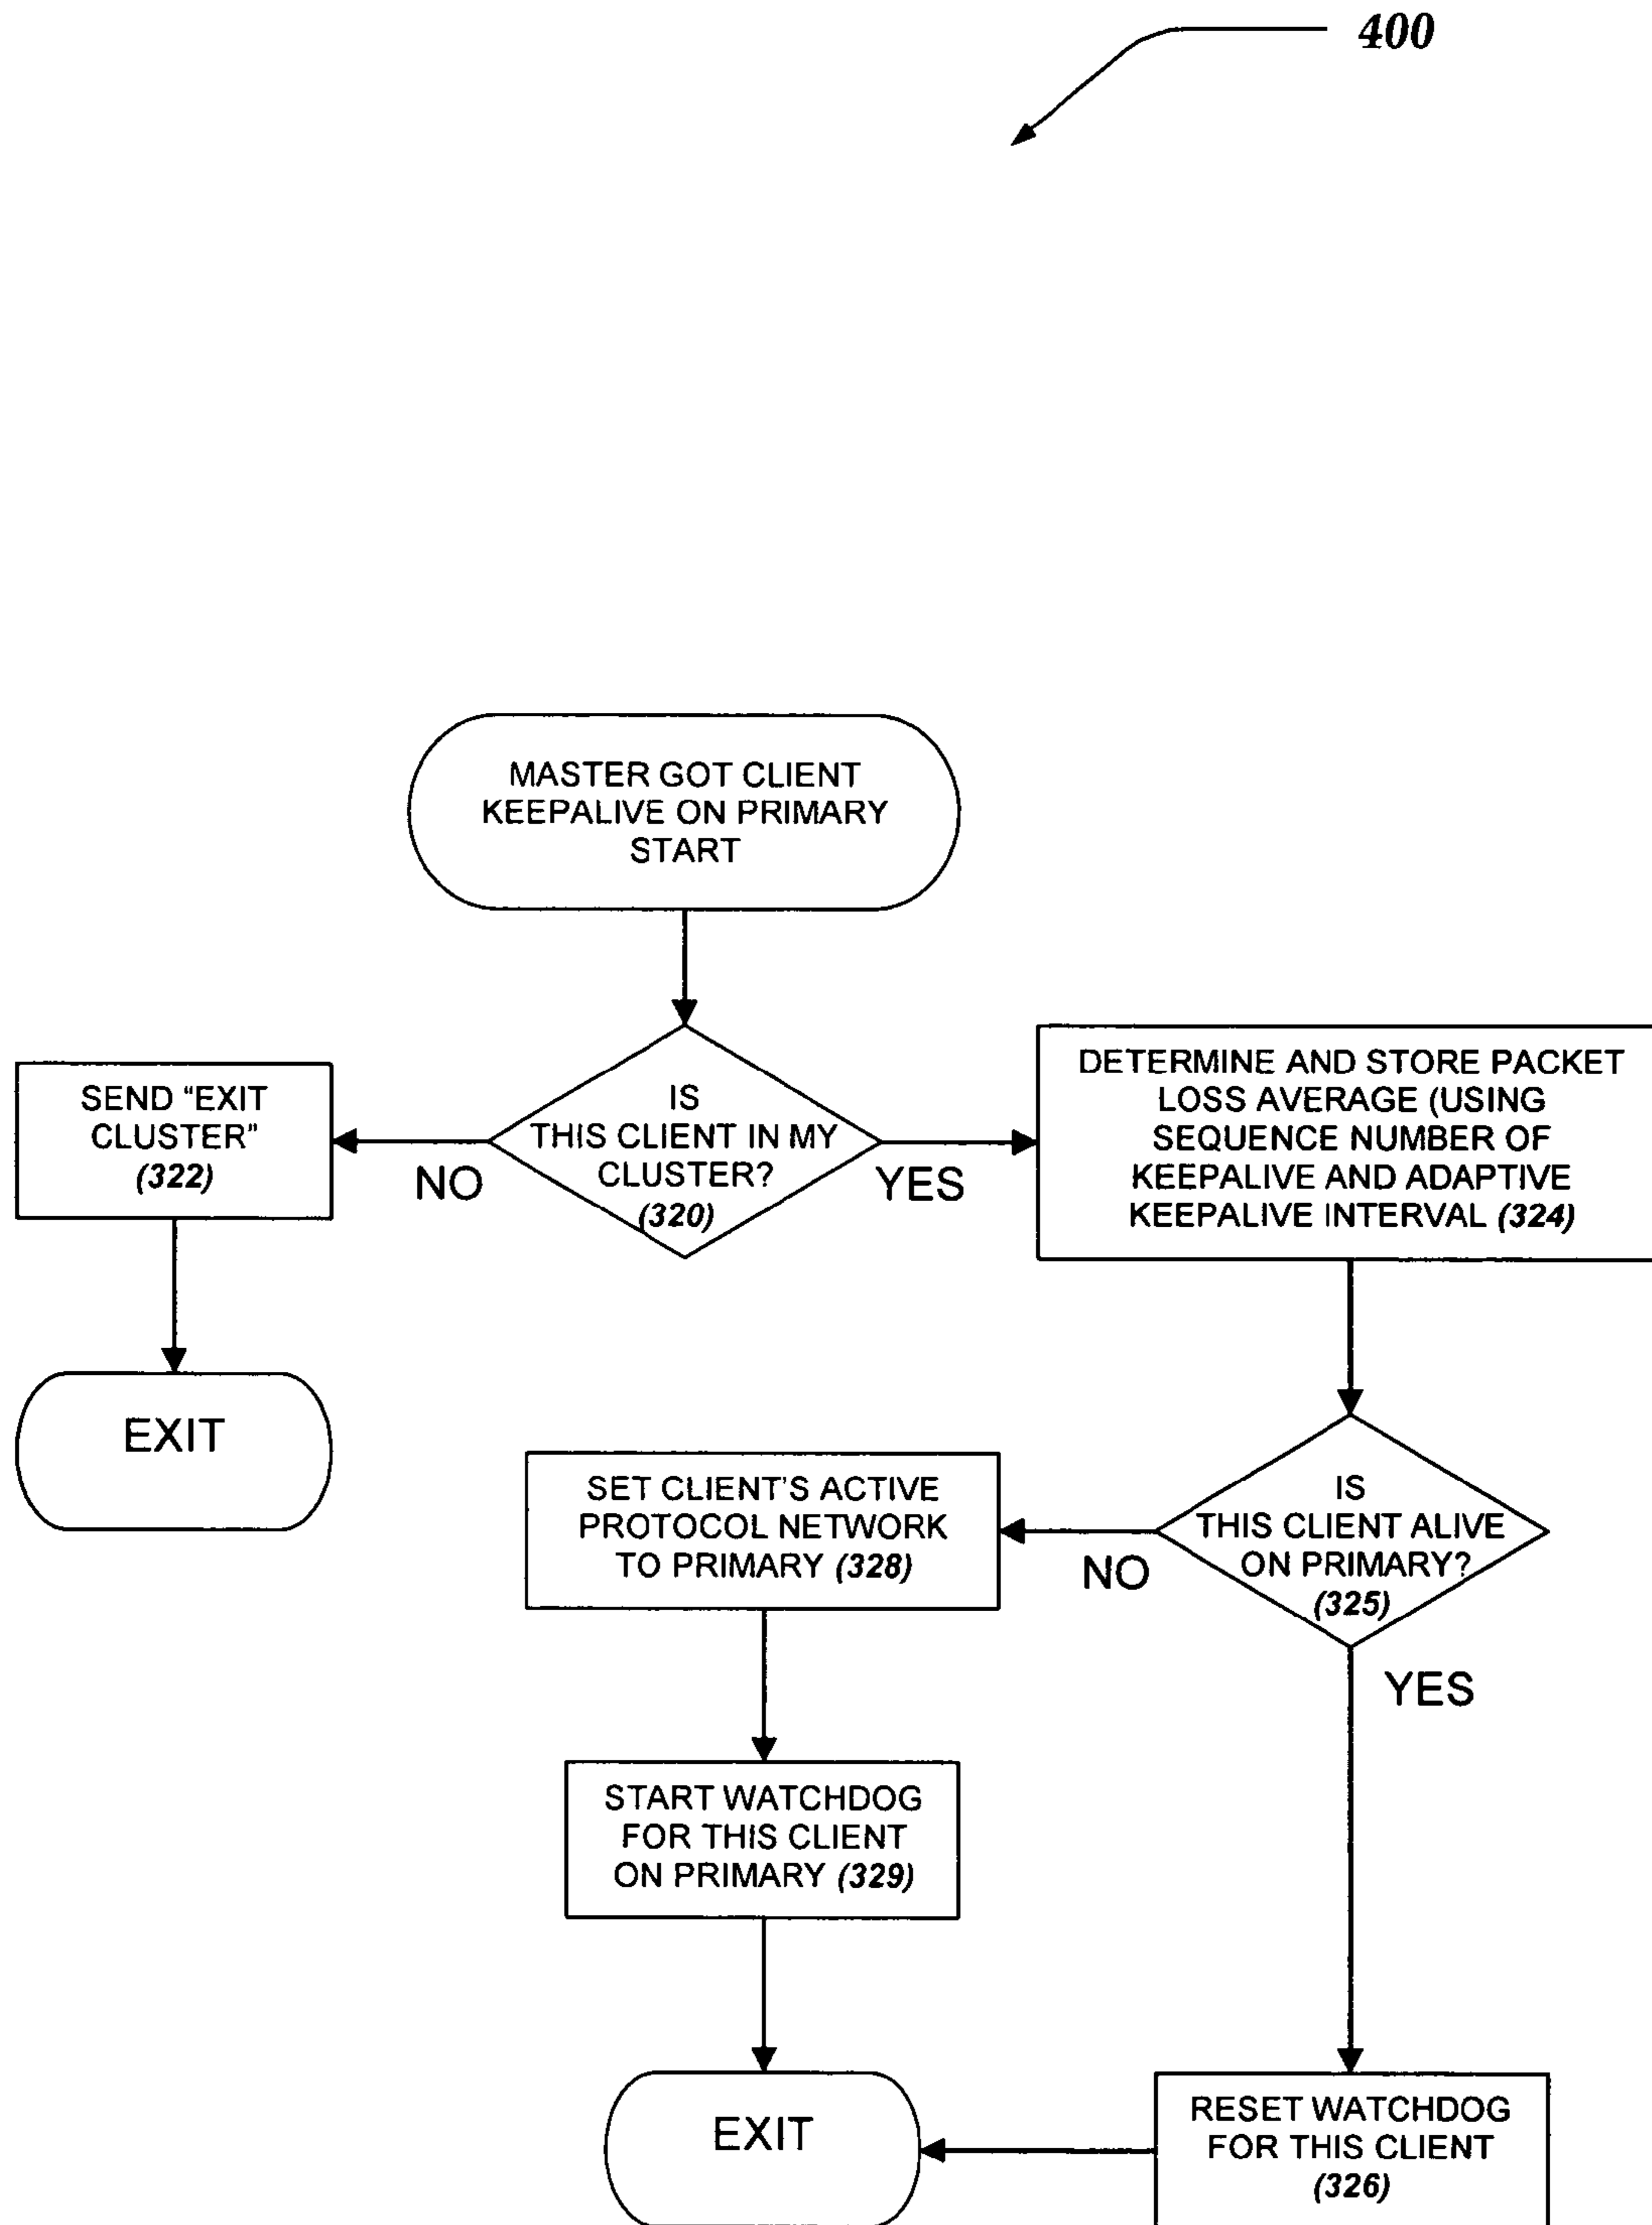 400
MASTER GOT CLIENT
KEEPALIVE ON PRIMARY
START
IS
THIS CLIENT IN MY
CLUSTER?
(320)
NO
YES
SEND “EXIT
CLUSTER”
(322)
EXIT
DETERMINE AND STORE PACKET
LOSS AVERAGE (USING
SEQUENCE NUMBER OF
KEEPALIVE AND ADAPTIVE
KEEPALIVE INTERVAL (324)
IS
THIS CLIENT ALIVE
ON PRIMARY?
(325)
NO
YES
SET CLIENT'S ACTIVE
PROTOCOL NETWORK
TO PRIMARY (328)
START WATCHDOG
FOR THIS CLIENT
ON PRIMARY (329)
EXIT
RESET WATCHDOG
FOR THIS CLIENT
(326)